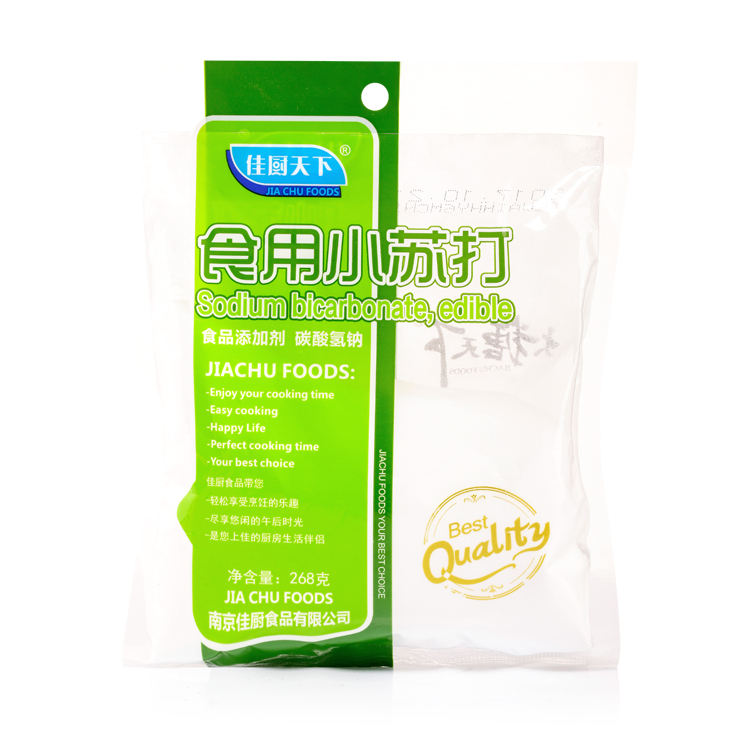 佳厨天下®
JIA CHU FOODS
食用小苏打
Sodium bicarbonate, edible
食品添加剂 碳酸氢钠
JIACHU FOODS:
-Enjoy your cooking time
-Easy cooking
-Happy Life
-Perfect cooking time
-Your best choice
佳厨食品带您
-轻松享受烹饪的乐趣
-尽享悠闲的午后时光
-是您上佳的厨房生活伴侣
净含量：268克
JIA CHU FOODS
南京佳厨食品有限公司
JIACHU FOODS YOUR BEST CHOICE
Best
Quality